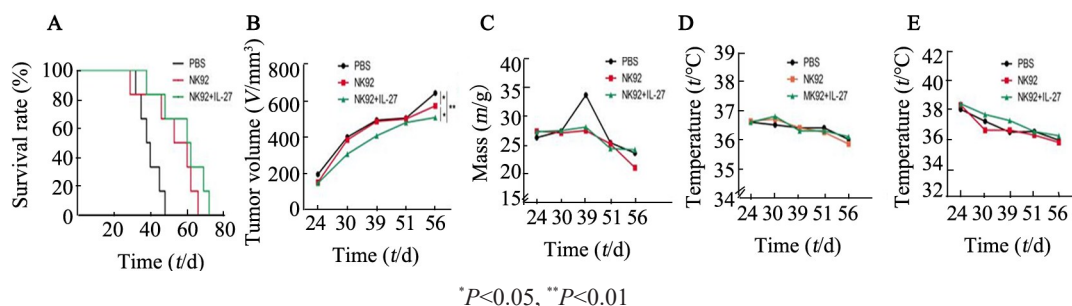 A
Survival rate (%)
100
80
60
40
20
0
0 20 40 60 80
Time (t/d)
PBS
NK92
NK92+IL-27
B
Tumor volume (V/mm³)
800
600
400
200
0
24 30 39 51 56
Time (t/d)
PBS
NK92
NK92+IL-27
*
**
*
C
Mass (m/g)
40
35
30
25
20
15
24 30 39 51 56
Time (t/d)
PBS
NK92
NK92+IL-27
D
Temperature (t/°C)
39
38
37
36
35
34
24 30 39 51 56
Time (t/d)
PBS
NK92
MK92+IL-27
E
Temperature (t/°C)
42
40
38
36
34
32
24 30 39 51 56
Time (t/d)
PBS
NK92
NK92+IL-27
*P<0.05, **P<0.01